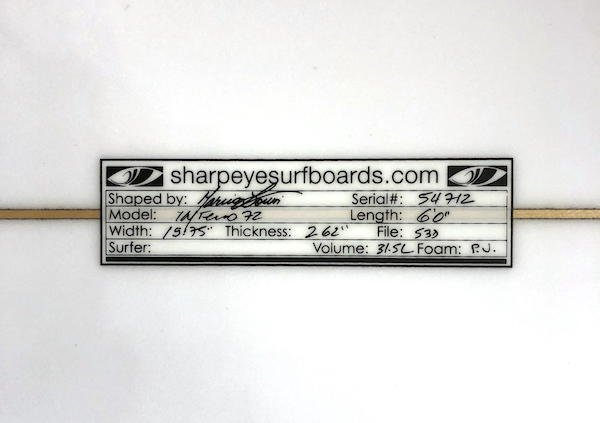 sharpeyesurfboards.com
Shaped by: Serial#: 54712
Model: INFERNO 72 Length: 6'0"
Width: 19'75" Thickness: 2 62" File: 533
Surfer: Volume: 31.5L Foam: P.U.